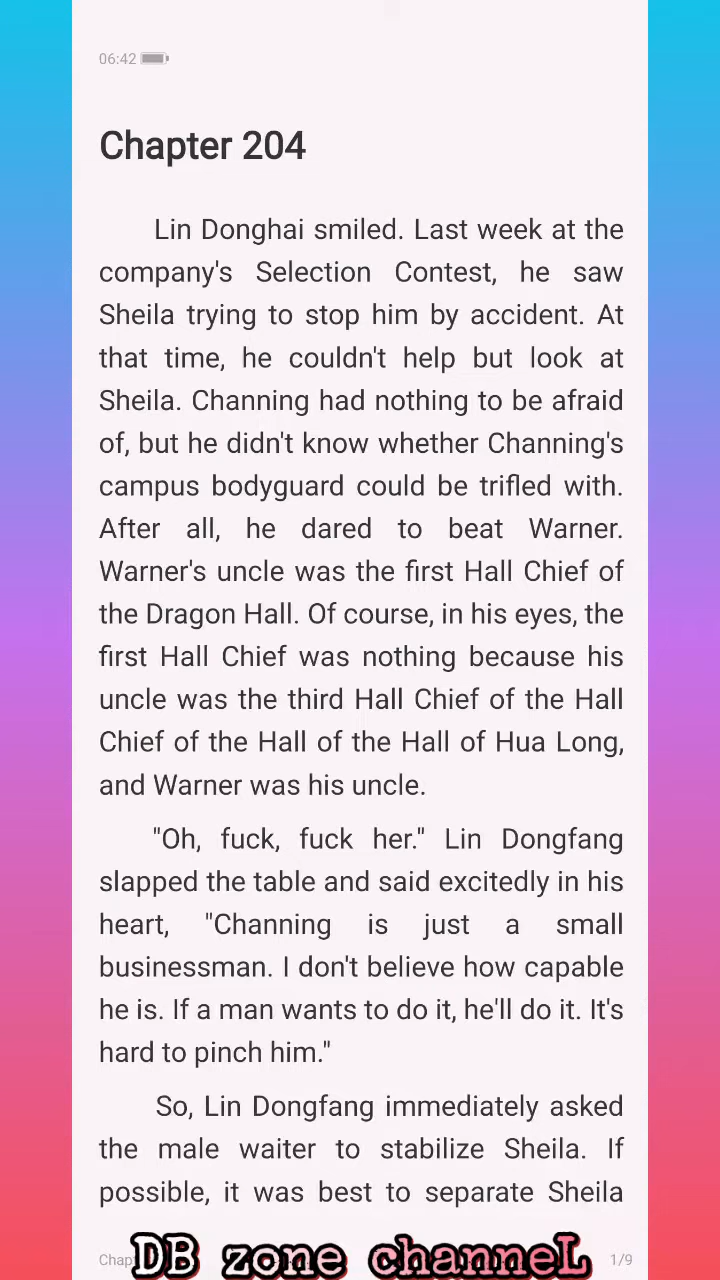 06:42
Chapter 204
Lin Donghai smiled. Last week at the
company's Selection Contest, he saw
Sheila trying to stop him by accident. At
that time, he couldn't help but look at
Sheila. Channing had nothing to be afraid
of, but he didn't know whether Channing's
campus bodyguard could be trifled with.
After all, he dared to beat Warner.
Warner's uncle was the first Hall Chief of
the Dragon Hall. Of course, in his eyes, the
first Hall Chief was nothing because his
uncle was the third Hall Chief of the Hall
Chief of the Hall of the Hall of Hua Long,
and Warner was his uncle.
"Oh, fuck, fuck her." Lin Dongfang
slapped the table and said excitedly in his
heart, "Channing is just a small
businessman. I don't believe how capable
he is. If a man wants to do it, he'll do it. It's
hard to pinch him."
So, Lin Dongfang immediately asked
the male waiter to stabilize Sheila. If
possible, it was best to separate Sheila
DB zone channeL
1/9